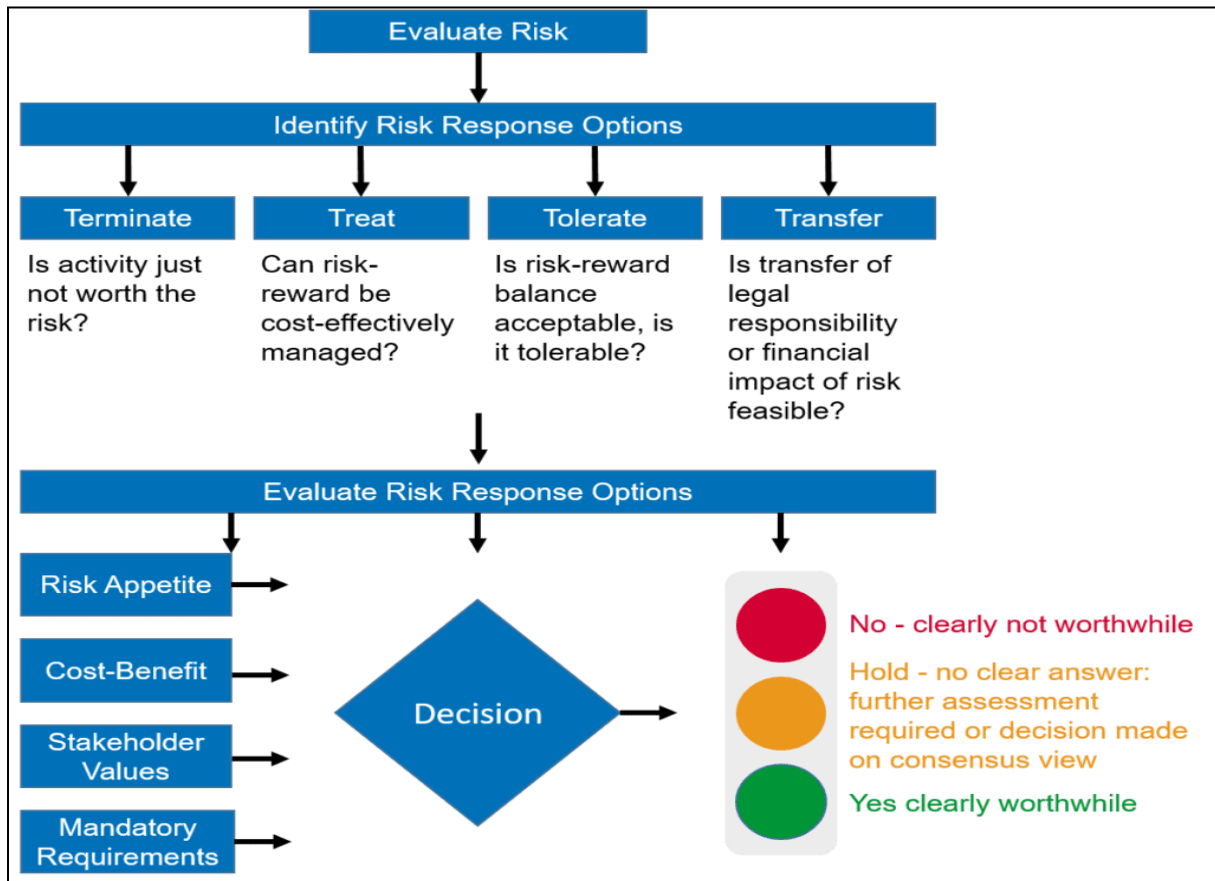 Evaluate Risk
Identify Risk Response Options
Terminate
Treat
Tolerate
Transfer
Is activity just
not worth the
risk?
Can risk-
reward be
cost-effectively
managed?
Is risk-reward
balance
acceptable, is
it tolerable?
Is transfer of
legal
responsibility
or financial
impact of risk
feasible?
Evaluate Risk Response Options
Risk Appetite
Cost-Benefit
Stakeholder
Values
Mandatory
Requirements
Decision
No - clearly not worthwhile
Hold - no clear answer:
further assessment
required or decision made
on consensus view
Yes clearly worthwhile